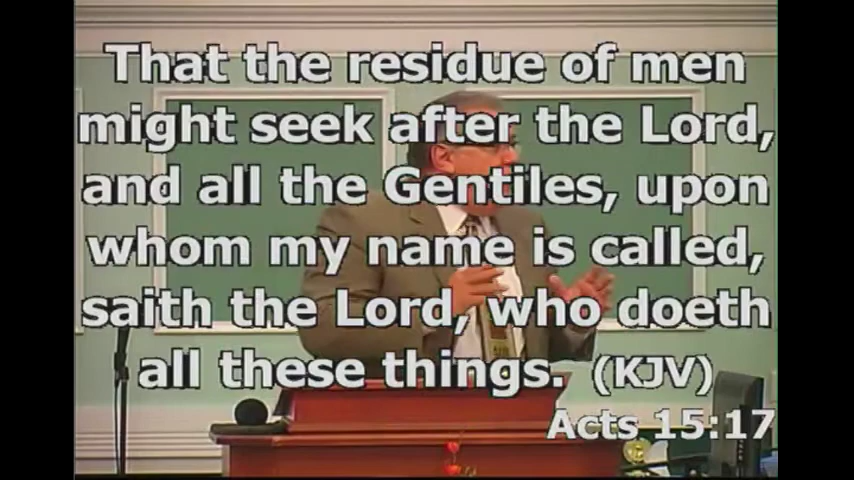 That the residue of men
might seek after the Lord,
and all the Gentiles, upon
whom my name is called,
saith the Lord, who doeth
all these things. (KJV)
Acts 15:17